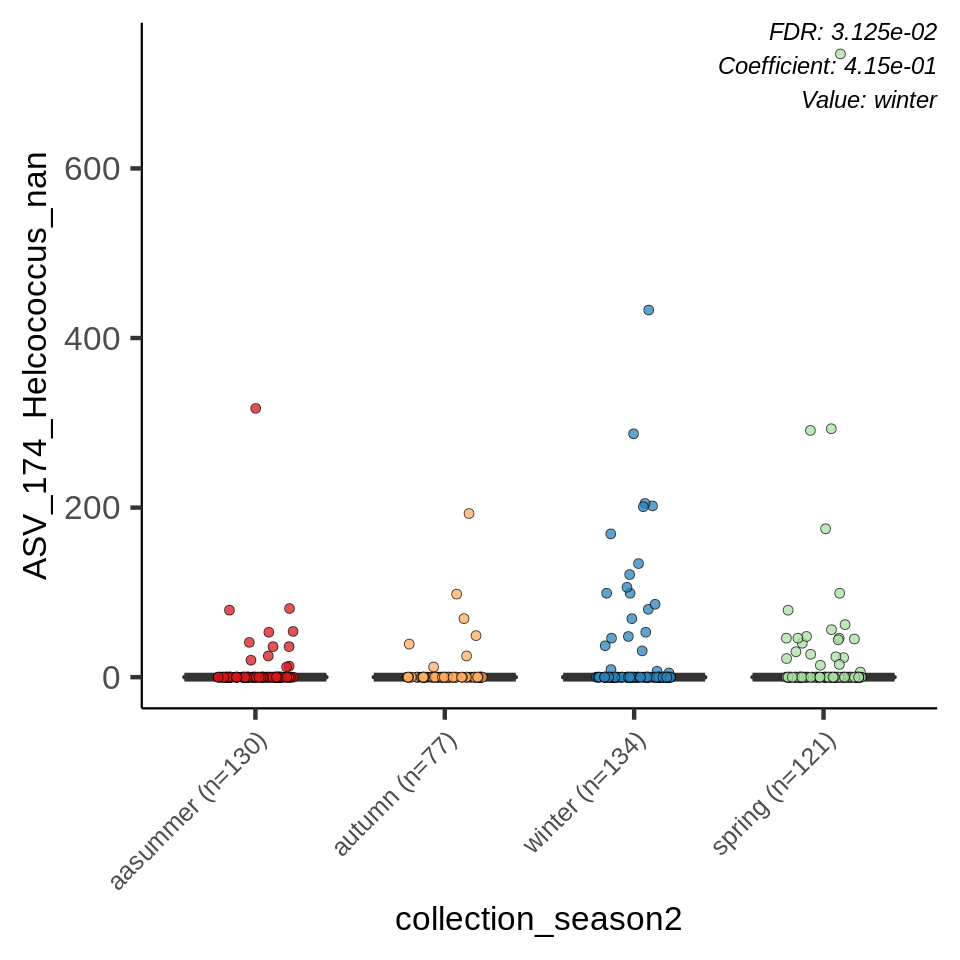 FDR: 3.125e-02
Coefficient: 4.15e-01
Value: winter
ASV_174_Helcococcus_nan
600
400
200
0
aasummer (n=130)
autumn (n=77)
winter (n=134)
spring (n=121)
collection_season2